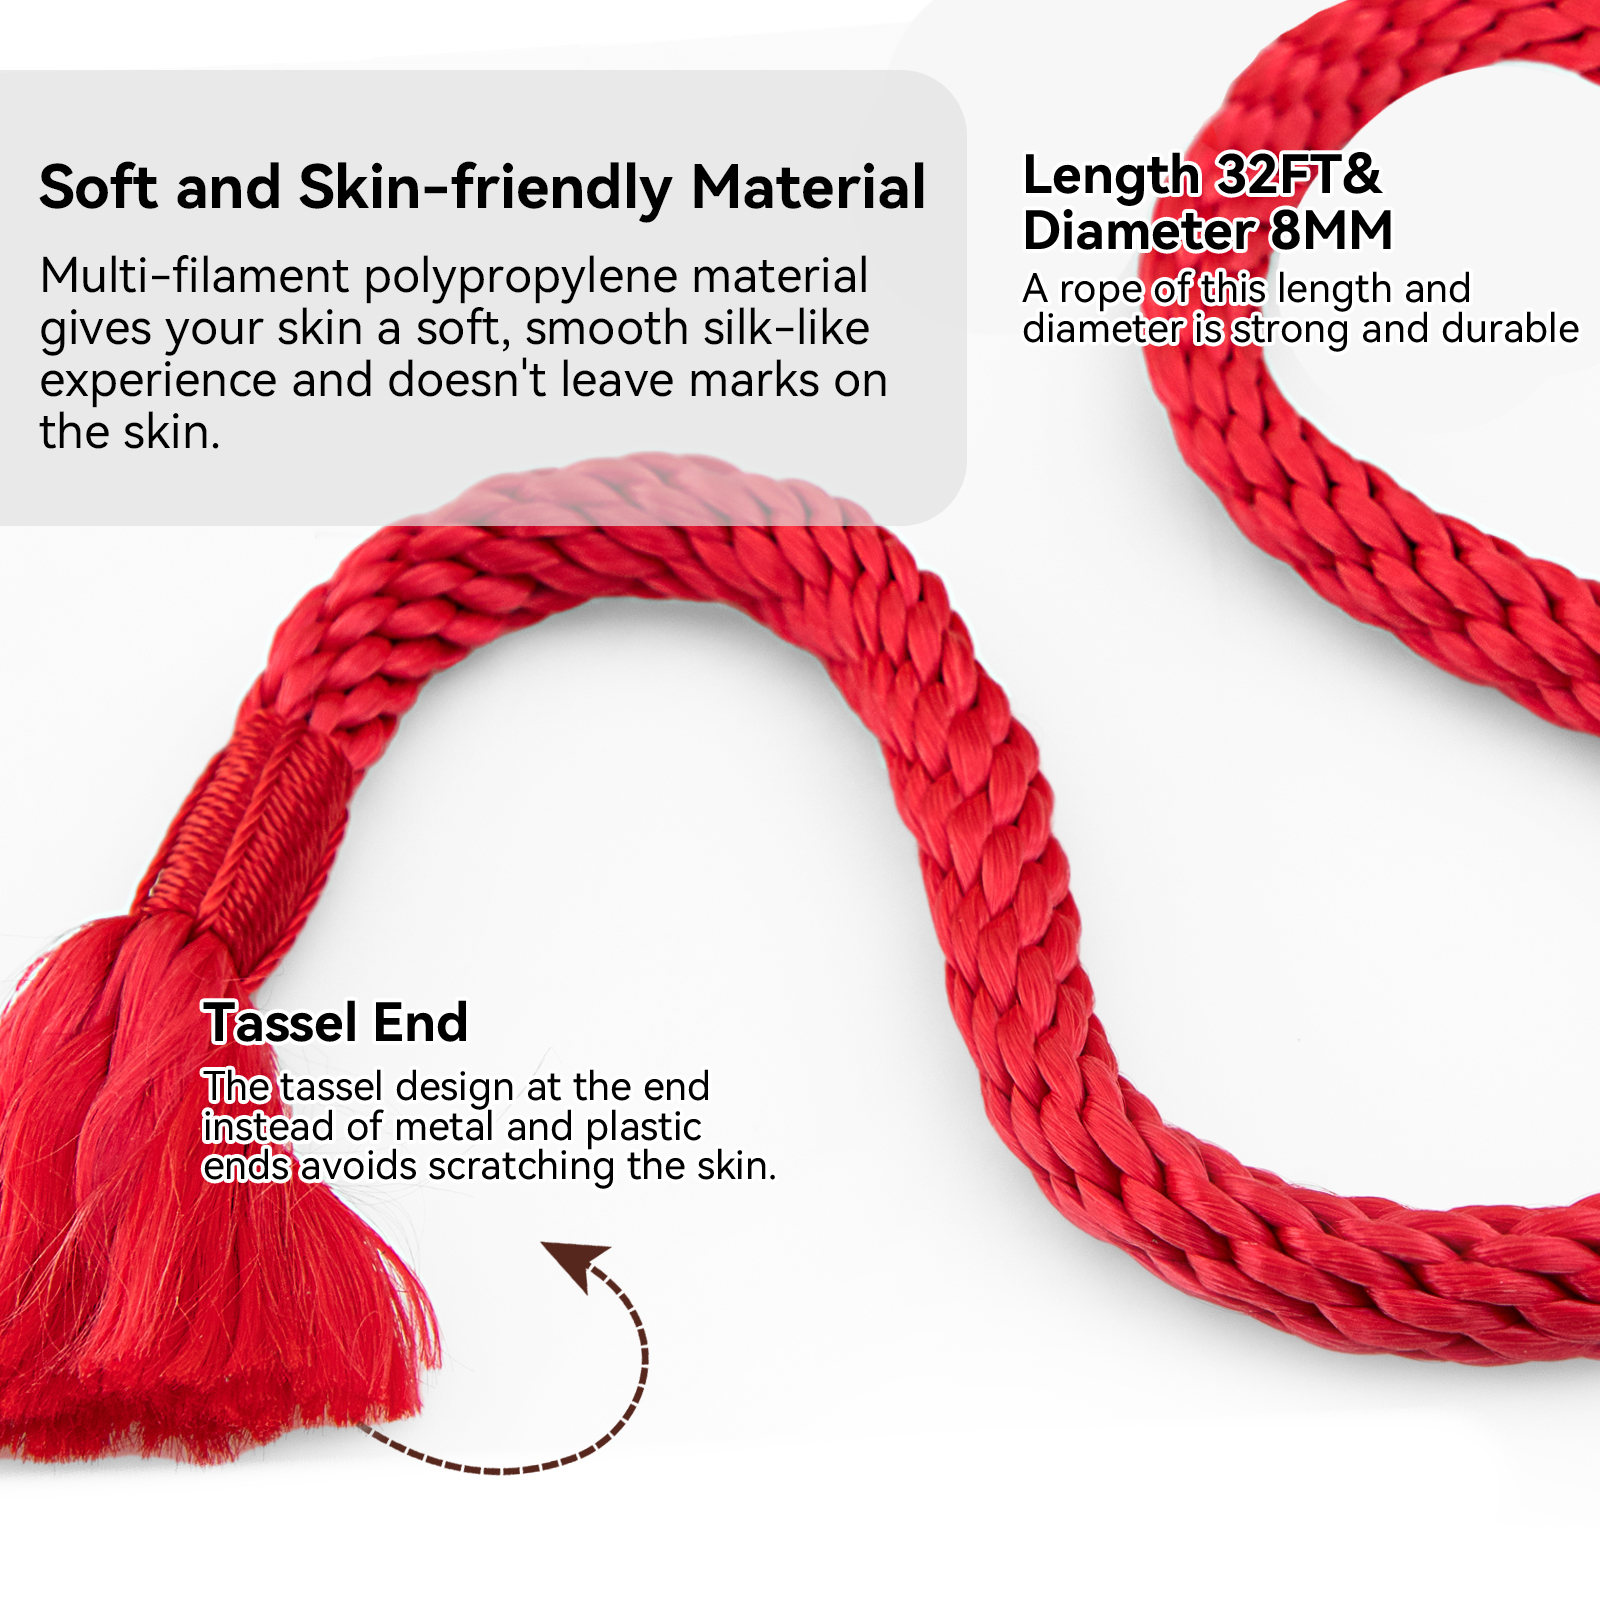 Soft and Skin-friendly Material
Multi-filament polypropylene material
gives your skin a soft, smooth silk-like
experience and doesn't leave marks on
the skin.
Length 32FT&
Diameter 8MM
A rope of this length and
diameter is strong and durable
Tassel End
The tassel design at the end
instead of metal and plastic
ends avoids scratching the skin.